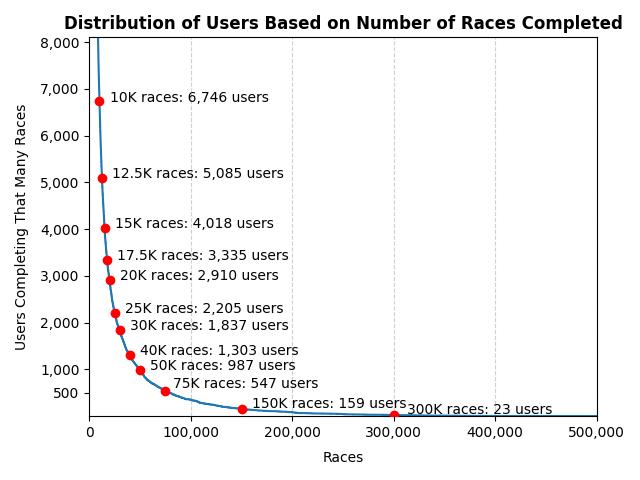 Distribution of Users Based on Number of Races Completed
8,000
7,000
6,000
5,000
4,000
3,000
2,000
1,000
500
Users Completing That Many Races
10K races: 6,746 users
12.5K races: 5,085 users
15K races: 4,018 users
17.5K races: 3,335 users
20K races: 2,910 users
25K races: 2,205 users
30K races: 1,837 users
40K races: 1,303 users
50K races: 987 users
75K races: 547 users
150K races: 159 users
300K races: 23 users
0
100,000
200,000
300,000
400,000
500,000
Races